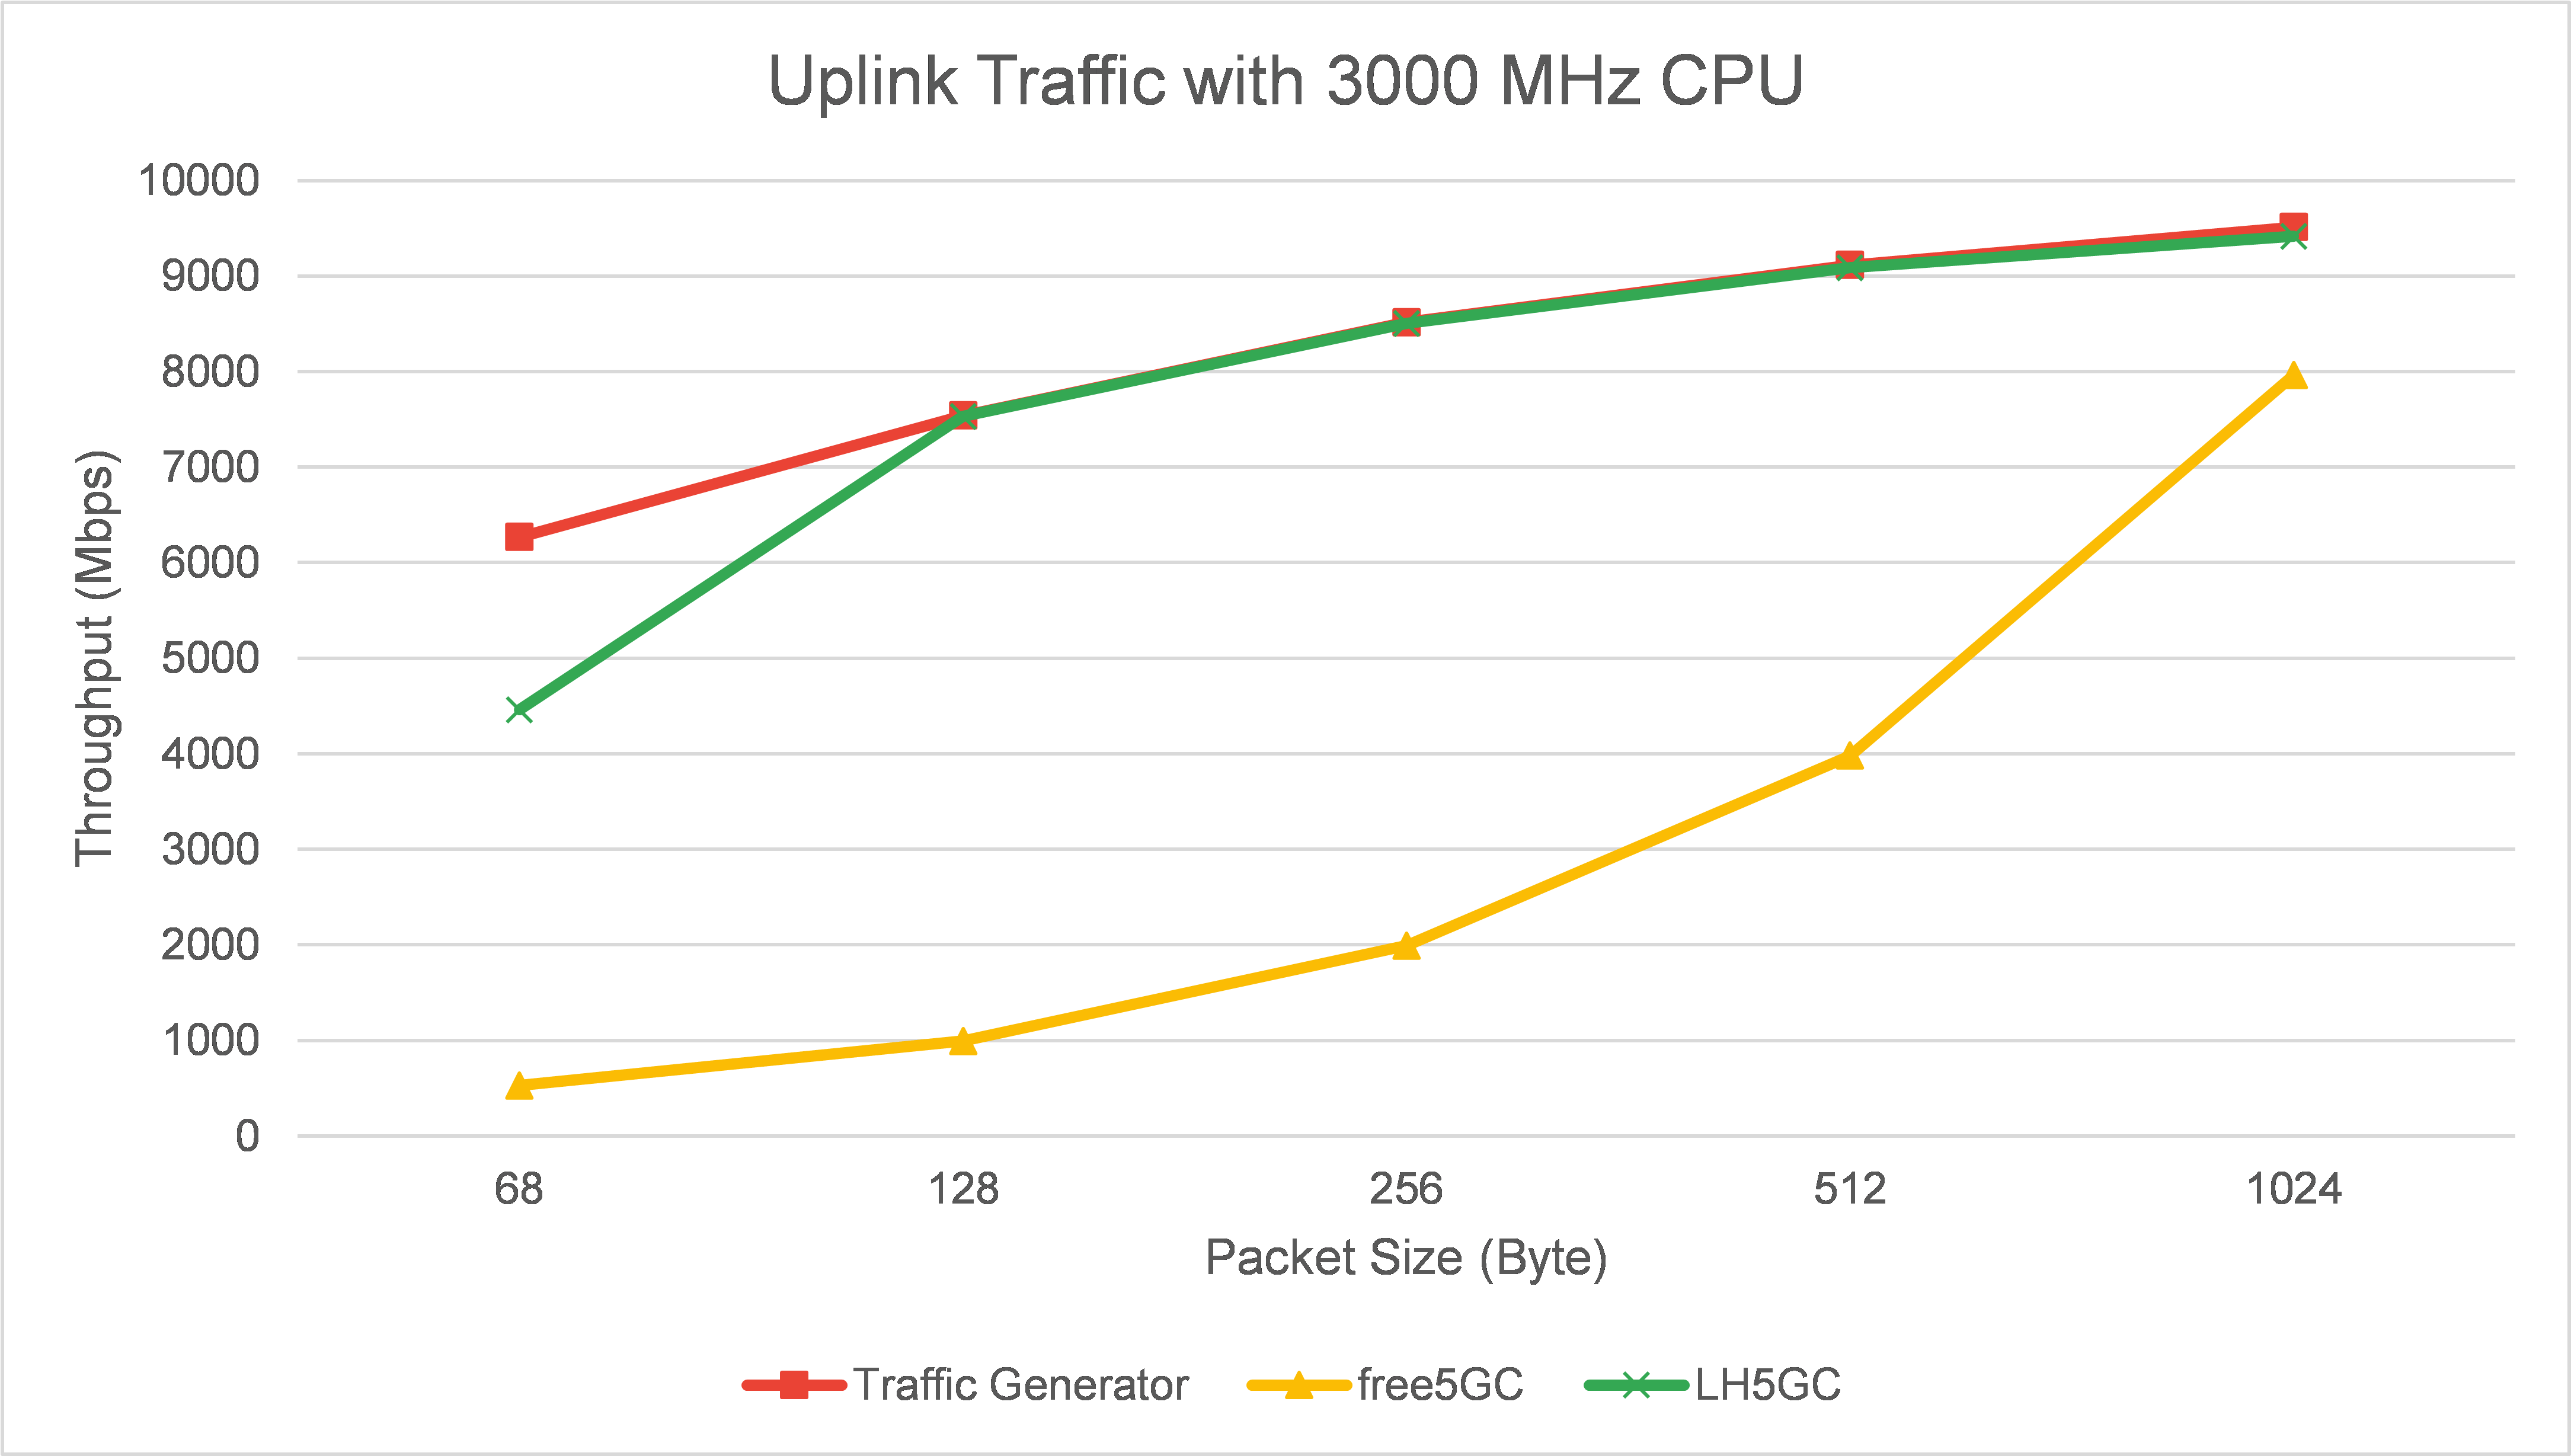 Uplink Traffic with 3000 MHz CPU
10000
9000
8000
7000
6000
5000
4000
3000
2000
1000
0
Throughput (Mbps)
68 128 256 512 1024
Packet Size (Byte)
Traffic Generator free5GC LH5GC